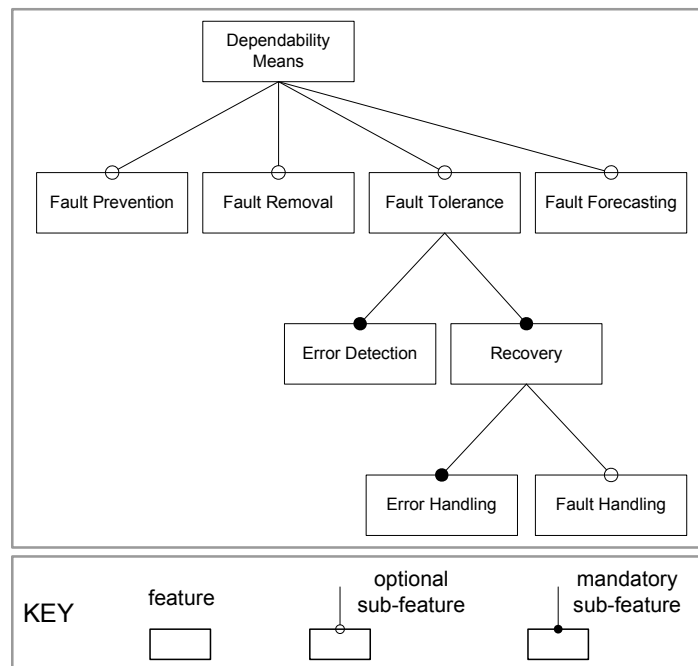 Dependability
Means
Fault Prevention
Fault Removal
Fault Tolerance
Fault Forecasting
Error Detection
Recovery
Error Handling
Fault Handling
KEY
feature
optional
sub-feature
mandatory
sub-feature